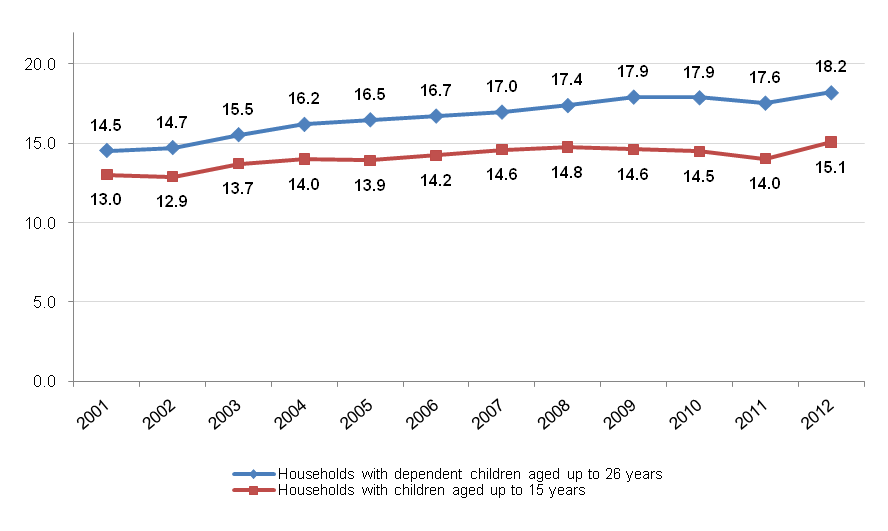 20.0
15.0
10.0
5.0
0.0
14.5 14.7 15.5 16.2 16.5 16.7 17.0 17.4 17.9 17.9 17.6 18.2
13.0 12.9 13.7 14.0 13.9 14.2 14.6 14.8 14.6 14.5 14.0 15.1
2001 2002 2003 2004 2005 2006 2007 2008 2009 2010 2011 2012
Households with dependent children aged up to 26 years
Households with children aged up to 15 years